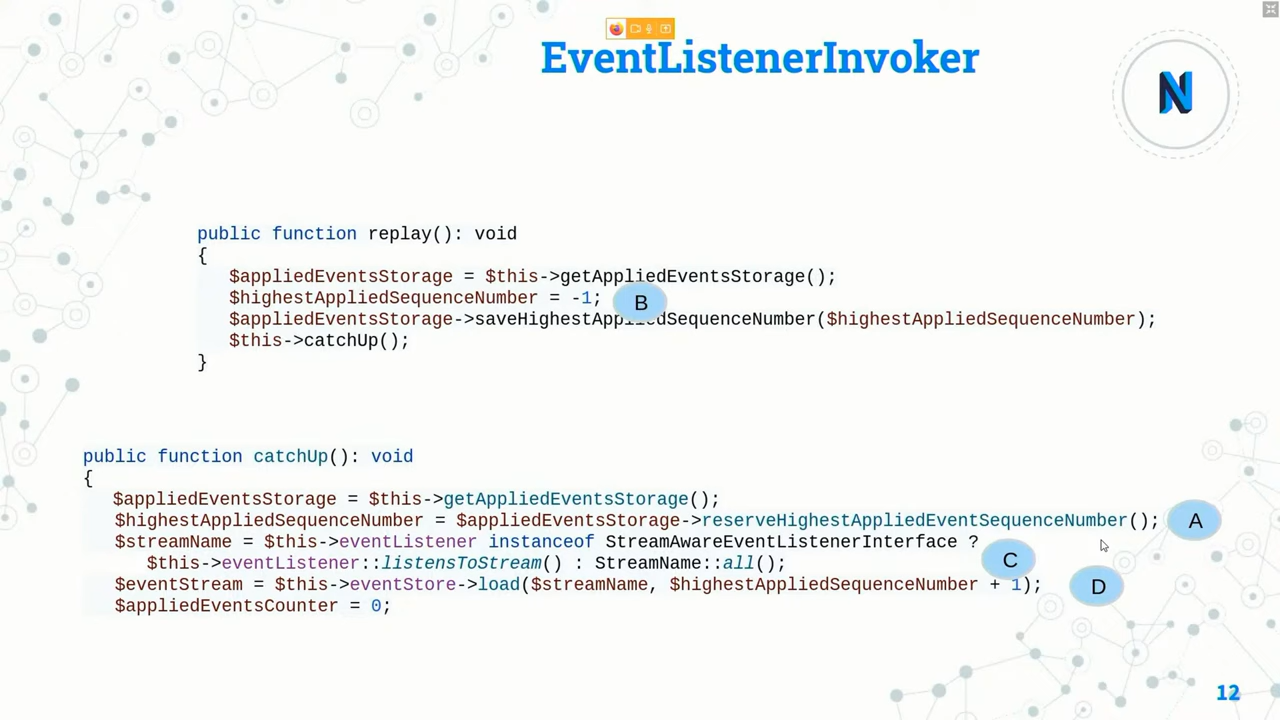 EventListenerInvoker
N
public function replay(): void
{
$appliedEventsStorage = $this->getAppliedEventsStorage();
$highestAppliedSequenceNumber = -1;
B
$appliedEventsStorage->saveHighestAppliedSequenceNumber($highestAppliedSequenceNumber);
$this->catchUp();
}
public function catchUp(): void
{
$appliedEventsStorage = $this->getAppliedEventsStorage();
$highestAppliedSequenceNumber = $appliedEventsStorage->reserveHighestAppliedEventSequenceNumber();
A
$streamName = $this->eventListener instanceof StreamAwareEventListenerInterface ?
C
$this->eventListener::listensToStream() : StreamName::all();
$eventStream = $this->eventStore->load($streamName, $highestAppliedSequenceNumber + 1);
D
$appliedEventsCounter = 0;
12